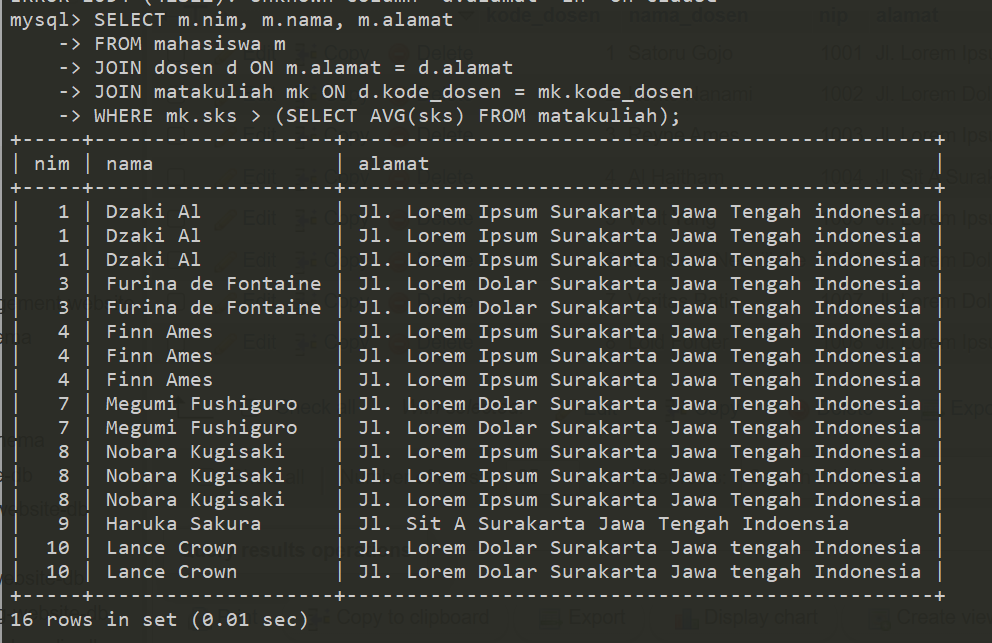 mysql> SELECT m.nim, m.nama, m.alamat
-> FROM mahasiswa m
-> JOIN dosen d ON m.alamat = d.alamat
-> JOIN matakuliah mk ON d.kode_dosen = mk.kode_dosen
-> WHERE mk.sks > (SELECT AVG(sks) FROM matakuliah);
+-----+---------------------+--------------------------------------------------+
| nim | nama                | alamat                                           |
+-----+---------------------+--------------------------------------------------+
|   1 | Dzaki Al            | Jl. Lorem Ipsum Surakarta Jawa Tengah indonesia |
|   1 | Dzaki Al            | Jl. Lorem Ipsum Surakarta Jawa Tengah indonesia |
|   1 | Dzaki Al            | Jl. Lorem Ipsum Surakarta Jawa Tengah indonesia |
|   3 | Furina de Fontaine | Jl. Lorem Dolar Surakarta Jawa Tengah Indonesia |
|   3 | Furina de Fontaine | Jl. Lorem Dolar Surakarta Jawa Tengah Indonesia |
|   4 | Finn Ames           | Jl. Lorem Ipsum Surakarta Jawa Tengah Indonesia |
|   4 | Finn Ames           | Jl. Lorem Ipsum Surakarta Jawa Tengah Indonesia |
|   4 | Finn Ames           | Jl. Lorem Ipsum Surakarta Jawa Tengah Indonesia |
|   7 | Megumi Fushiguro    | Jl. Lorem Dolar Surakarta Jawa Tengah Indonesia |
|   7 | Megumi Fushiguro    | Jl. Lorem Dolar Surakarta Jawa Tengah Indonesia |
|   8 | Nobara Kugisaki     | Jl. Lorem Ipsum Surakarta Jawa Tengah Indonesia |
|   8 | Nobara Kugisaki     | Jl. Lorem Ipsum Surakarta Jawa Tengah Indonesia |
|   8 | Nobara Kugisaki     | Jl. Lorem Ipsum Surakarta Jawa Tengah Indonesia |
|   9 | Haruka Sakura       | Jl. Sit A Surakarta Jawa Tengah Indoensia       |
|  10 | Lance Crown         | Jl. Lorem Dolar Surakarta Jawa tengah Indonesia |
|  10 | Lance Crown         | Jl. Lorem Dolar Surakarta Jawa tengah Indonesia |
+-----+---------------------+--------------------------------------------------+
16 rows in set (0.01 sec)